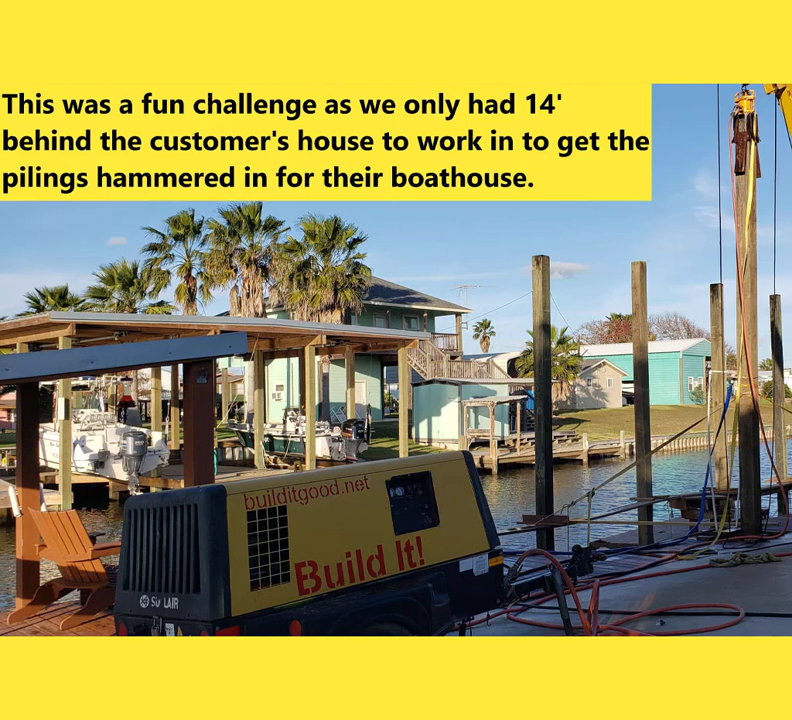 This was a fun challenge as we only had 14'
behind the customer's house to work in to get the
pilings hammered in for their boathouse.
builditgood.net
Build It!
SULLAIR